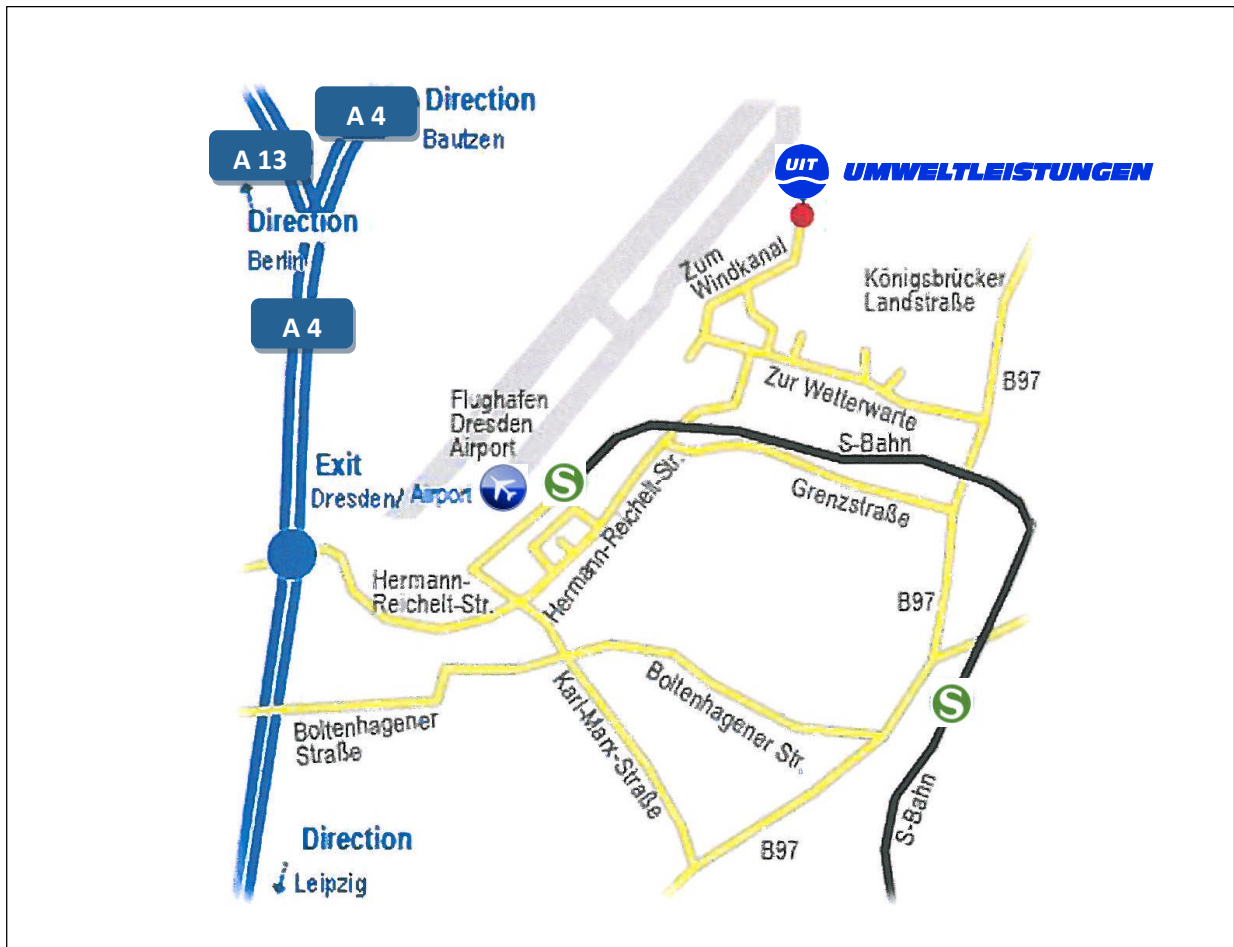 A 4
Direction
Bautzen
A 13
Direction
Berlin
A 4
UIT
UMWELTLEISTUNGEN
Zum
Windkanal
Königsbrücker
Landstraße
B97
Zur Wetterwarte
Flughafen
Dresden
Airport
S-Bahn
Exit
Dresden/ Airport
S
Hermann-Reichelt-Str.
Grenzstraße
Hermann-
Reichelt-Str.
B97
Boltenhagener
Straße
Karl-Marx-Straße
Boltenhagener Str.
S
S-Bahn
B97
Direction
Leipzig